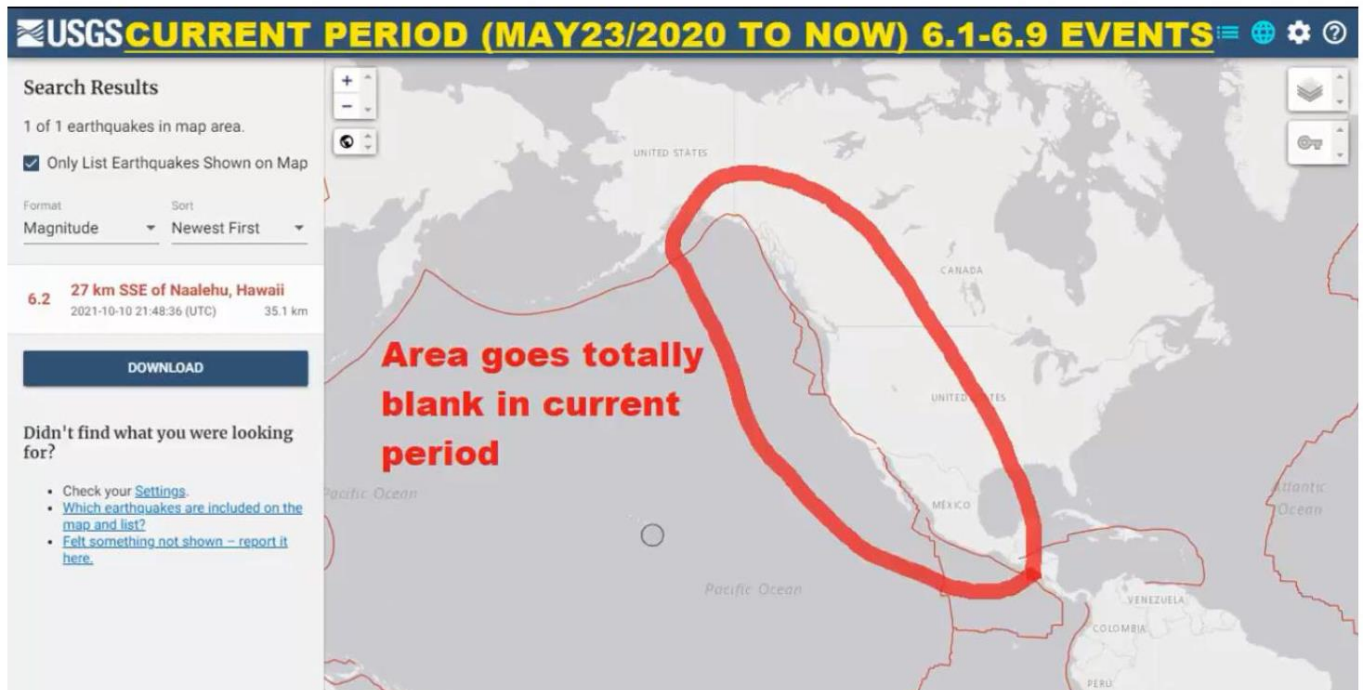 USGS CURRENT PERIOD (MAY23/2020 TO NOW) 6.1-6.9 EVENTS
Search Results
1 of 1 earthquakes in map area.
Only List Earthquakes Shown on Map
Format Sort
Magnitude Newest First
6.2 27 km SSE of Naalehu, Hawaii
2021-10-10 21:48:36 (UTC) 35.1 km
DOWNLOAD
Didn't find what you were looking
for?
• Check your Settings.
• Which earthquakes are included on the
map and list?
• Felt something not shown – report it
here.
+
−
UNITED STATES
CANADA
Area goes totally
blank in current
period
UNITED TES
Pacific Ocean
MÉXICO
Atlantic
Ocean
Pacific Ocean
VENEZUELA
COLOMBIA
PERÚ